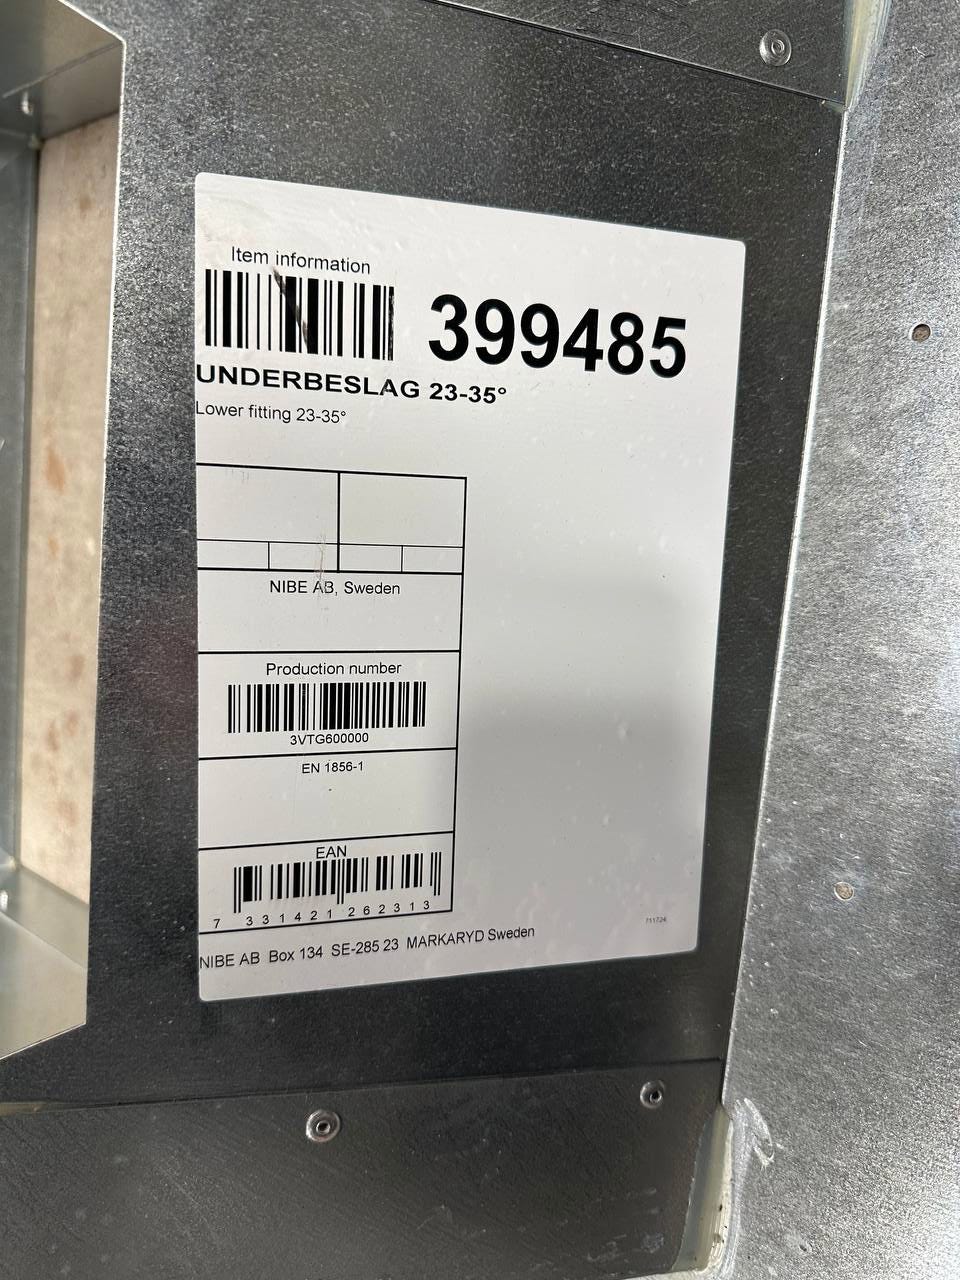 Item information
399485
UNDERBESLAG 23-35°
Lower fitting 23-35°
NIBE AB, Sweden
Production number
3VTG600000
EN 1856-1
EAN
7 331421 262313
711724
NIBE AB Box 134 SE-285 23 MARKARYD Sweden